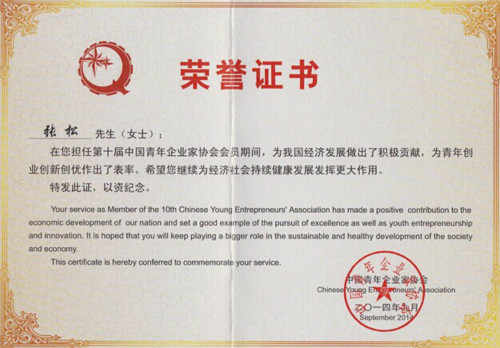 荣誉证书
张松 先生（女士）：
在您担任第十届中国青年企业家协会会员期间，为我国经济发展做出了积极贡献，为青年创
业创新创优作出了表率。希望您继续为经济社会持续健康发展发挥更大作用。
特发此证，以资纪念。
Your service as Member of the 10th Chinese Young Entrepreneurs' Association has made a positive contribution to the
economic development of our nation and set a good example of the pursuit of excellence as well as youth entrepreneurship
and innovation. It is hoped that you will keep playing a bigger role in the sustainable and healthy development of the society
and economy.
This certificate is hereby conferred to commemorate your service.
中国青年企业家协会
Chinese Young Entrepreneurs' Association
二〇一四年九月
September 2014